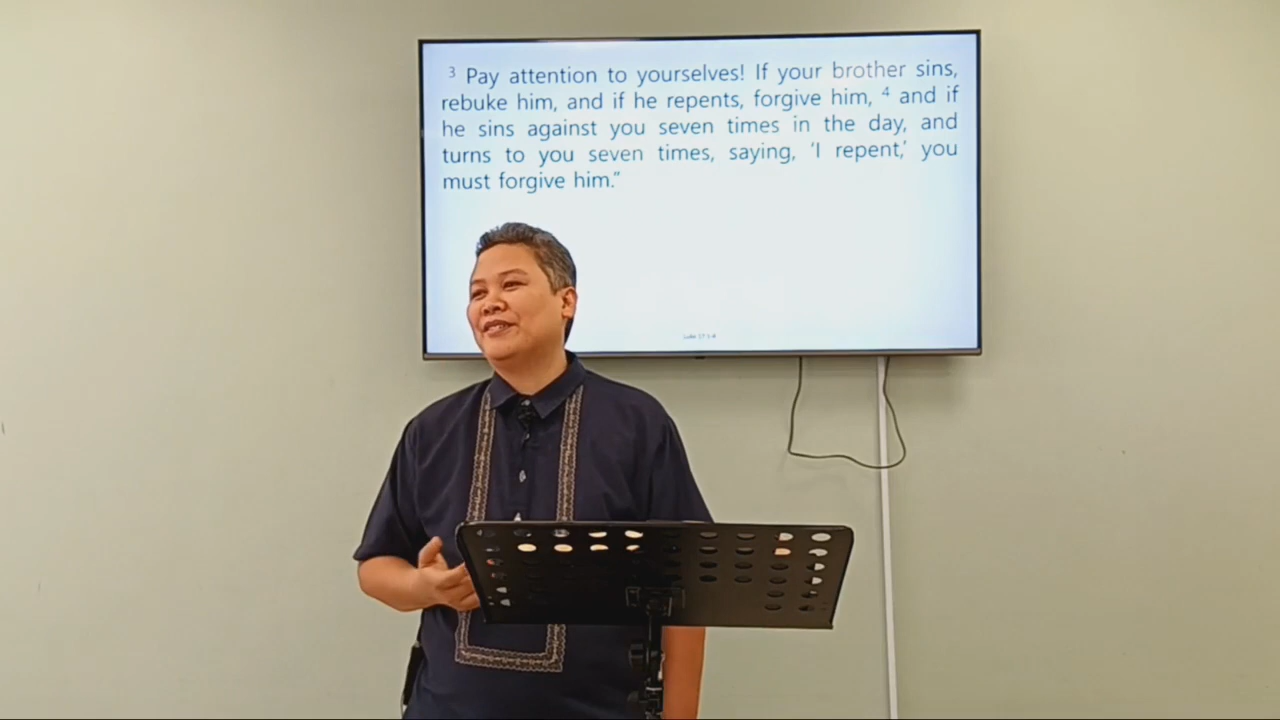 ³ Pay attention to yourselves! If your brother sins,
rebuke him, and if he repents, forgive him, ⁴ and if
he sins against you seven times in the day, and
turns to you seven times, saying, ‘I repent,’ you
must forgive him.”